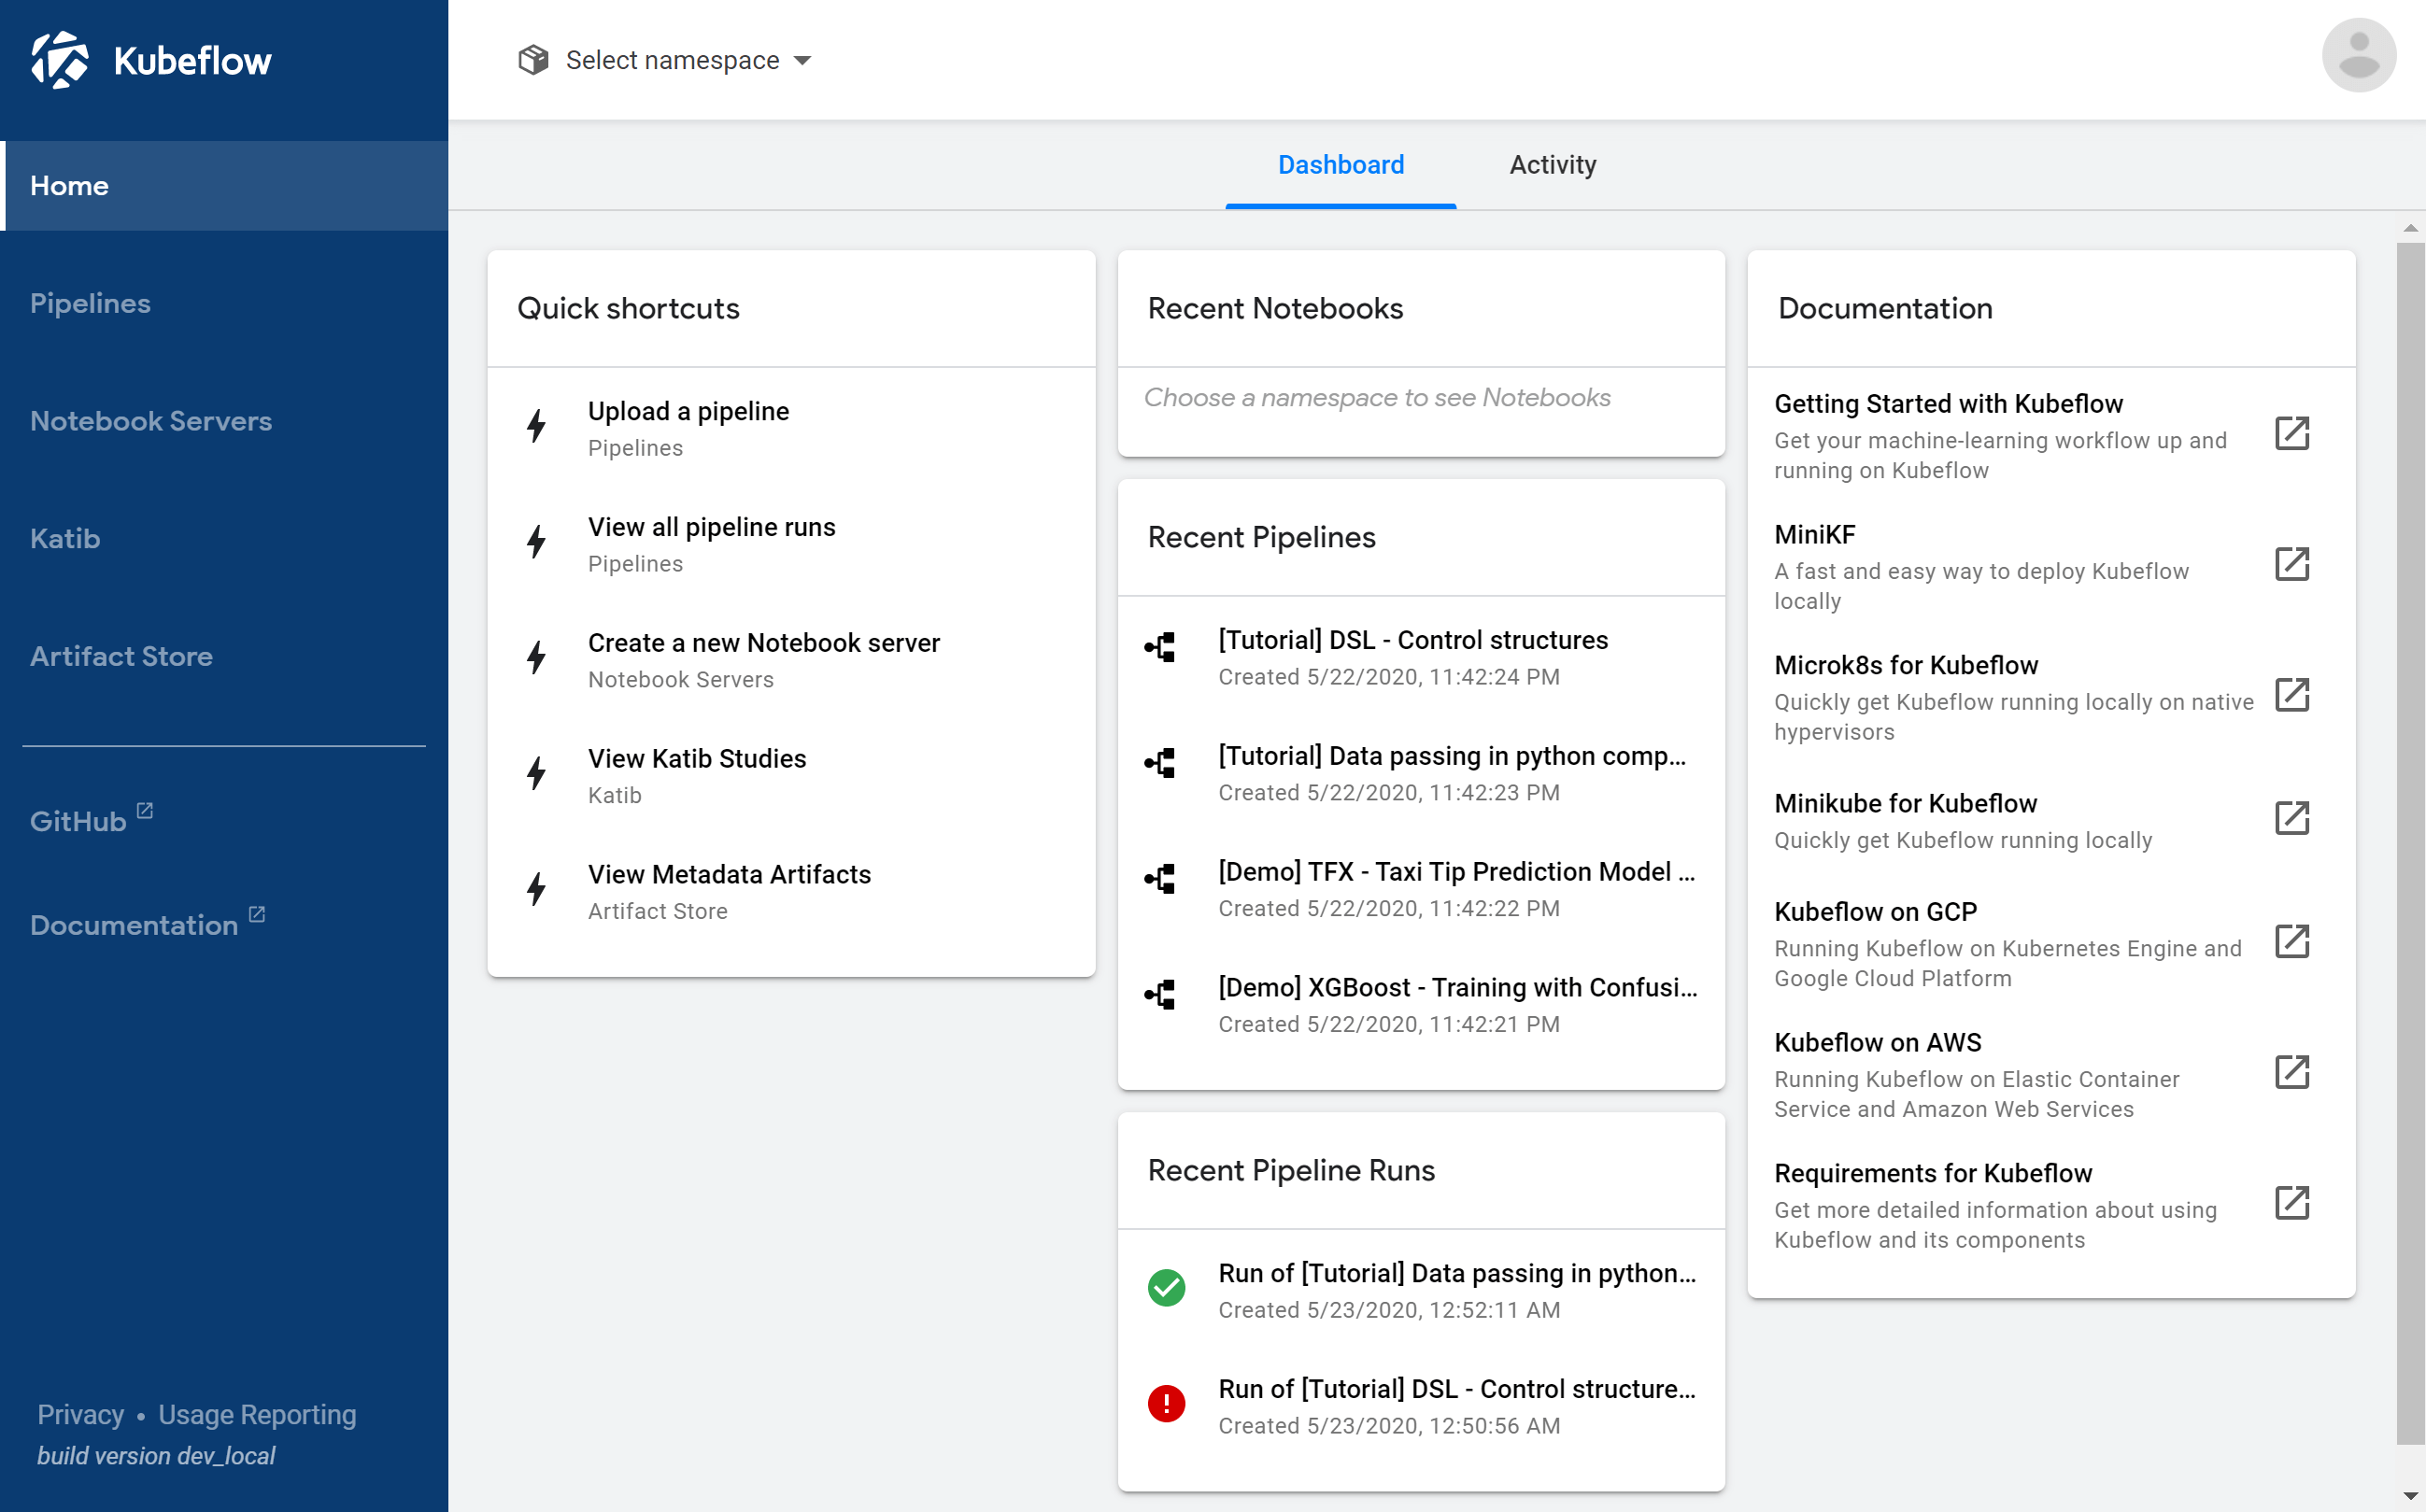 Kubeflow
Home
Pipelines
Notebook Servers
Katib
Artifact Store
GitHub
Documentation
Privacy • Usage Reporting
build version dev_local
Select namespace
Dashboard
Activity
Quick shortcuts
Upload a pipeline
Pipelines
View all pipeline runs
Pipelines
Create a new Notebook server
Notebook Servers
View Katib Studies
Katib
View Metadata Artifacts
Artifact Store
Recent Notebooks
Choose a namespace to see Notebooks
Recent Pipelines
[Tutorial] DSL - Control structures
Created 5/22/2020, 11:42:24 PM
[Tutorial] Data passing in python comp...
Created 5/22/2020, 11:42:23 PM
[Demo] TFX - Taxi Tip Prediction Model ...
Created 5/22/2020, 11:42:22 PM
[Demo] XGBoost - Training with Confusi...
Created 5/22/2020, 11:42:21 PM
Recent Pipeline Runs
Run of [Tutorial] Data passing in python...
Created 5/23/2020, 12:52:11 AM
Run of [Tutorial] DSL - Control structure...
Created 5/23/2020, 12:50:56 AM
Documentation
Getting Started with Kubeflow
Get your machine-learning workflow up and
running on Kubeflow
MiniKF
A fast and easy way to deploy Kubeflow
locally
Microk8s for Kubeflow
Quickly get Kubeflow running locally on native
hypervisors
Minikube for Kubeflow
Quickly get Kubeflow running locally
Kubeflow on GCP
Running Kubeflow on Kubernetes Engine and
Google Cloud Platform
Kubeflow on AWS
Running Kubeflow on Elastic Container
Service and Amazon Web Services
Requirements for Kubeflow
Get more detailed information about using
Kubeflow and its components